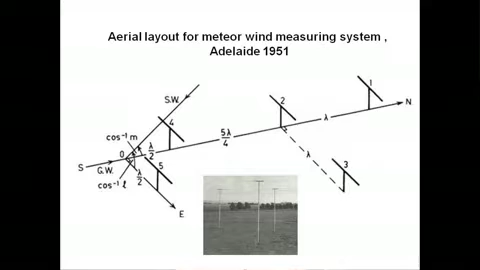 Aerial layout for meteor wind measuring system ,
Adelaide 1951
1
S.W.
N
2
4
cos⁻¹ m
5λ/4
λ
O
λ/2
S
5
λ
3
G.W.
λ/2
cos⁻¹ l
E